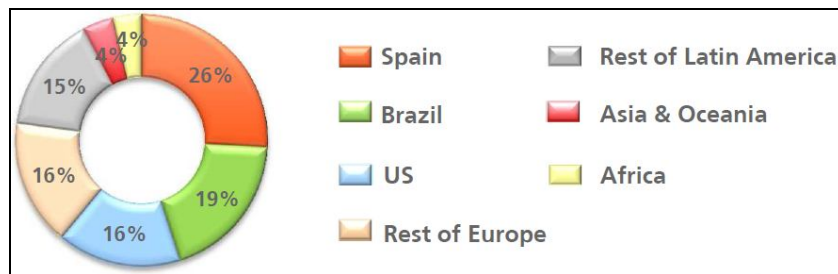 4%
4%
26%
15%
16%
19%
16%
Spain
Rest of Latin America
Brazil
Asia & Oceania
US
Africa
Rest of Europe